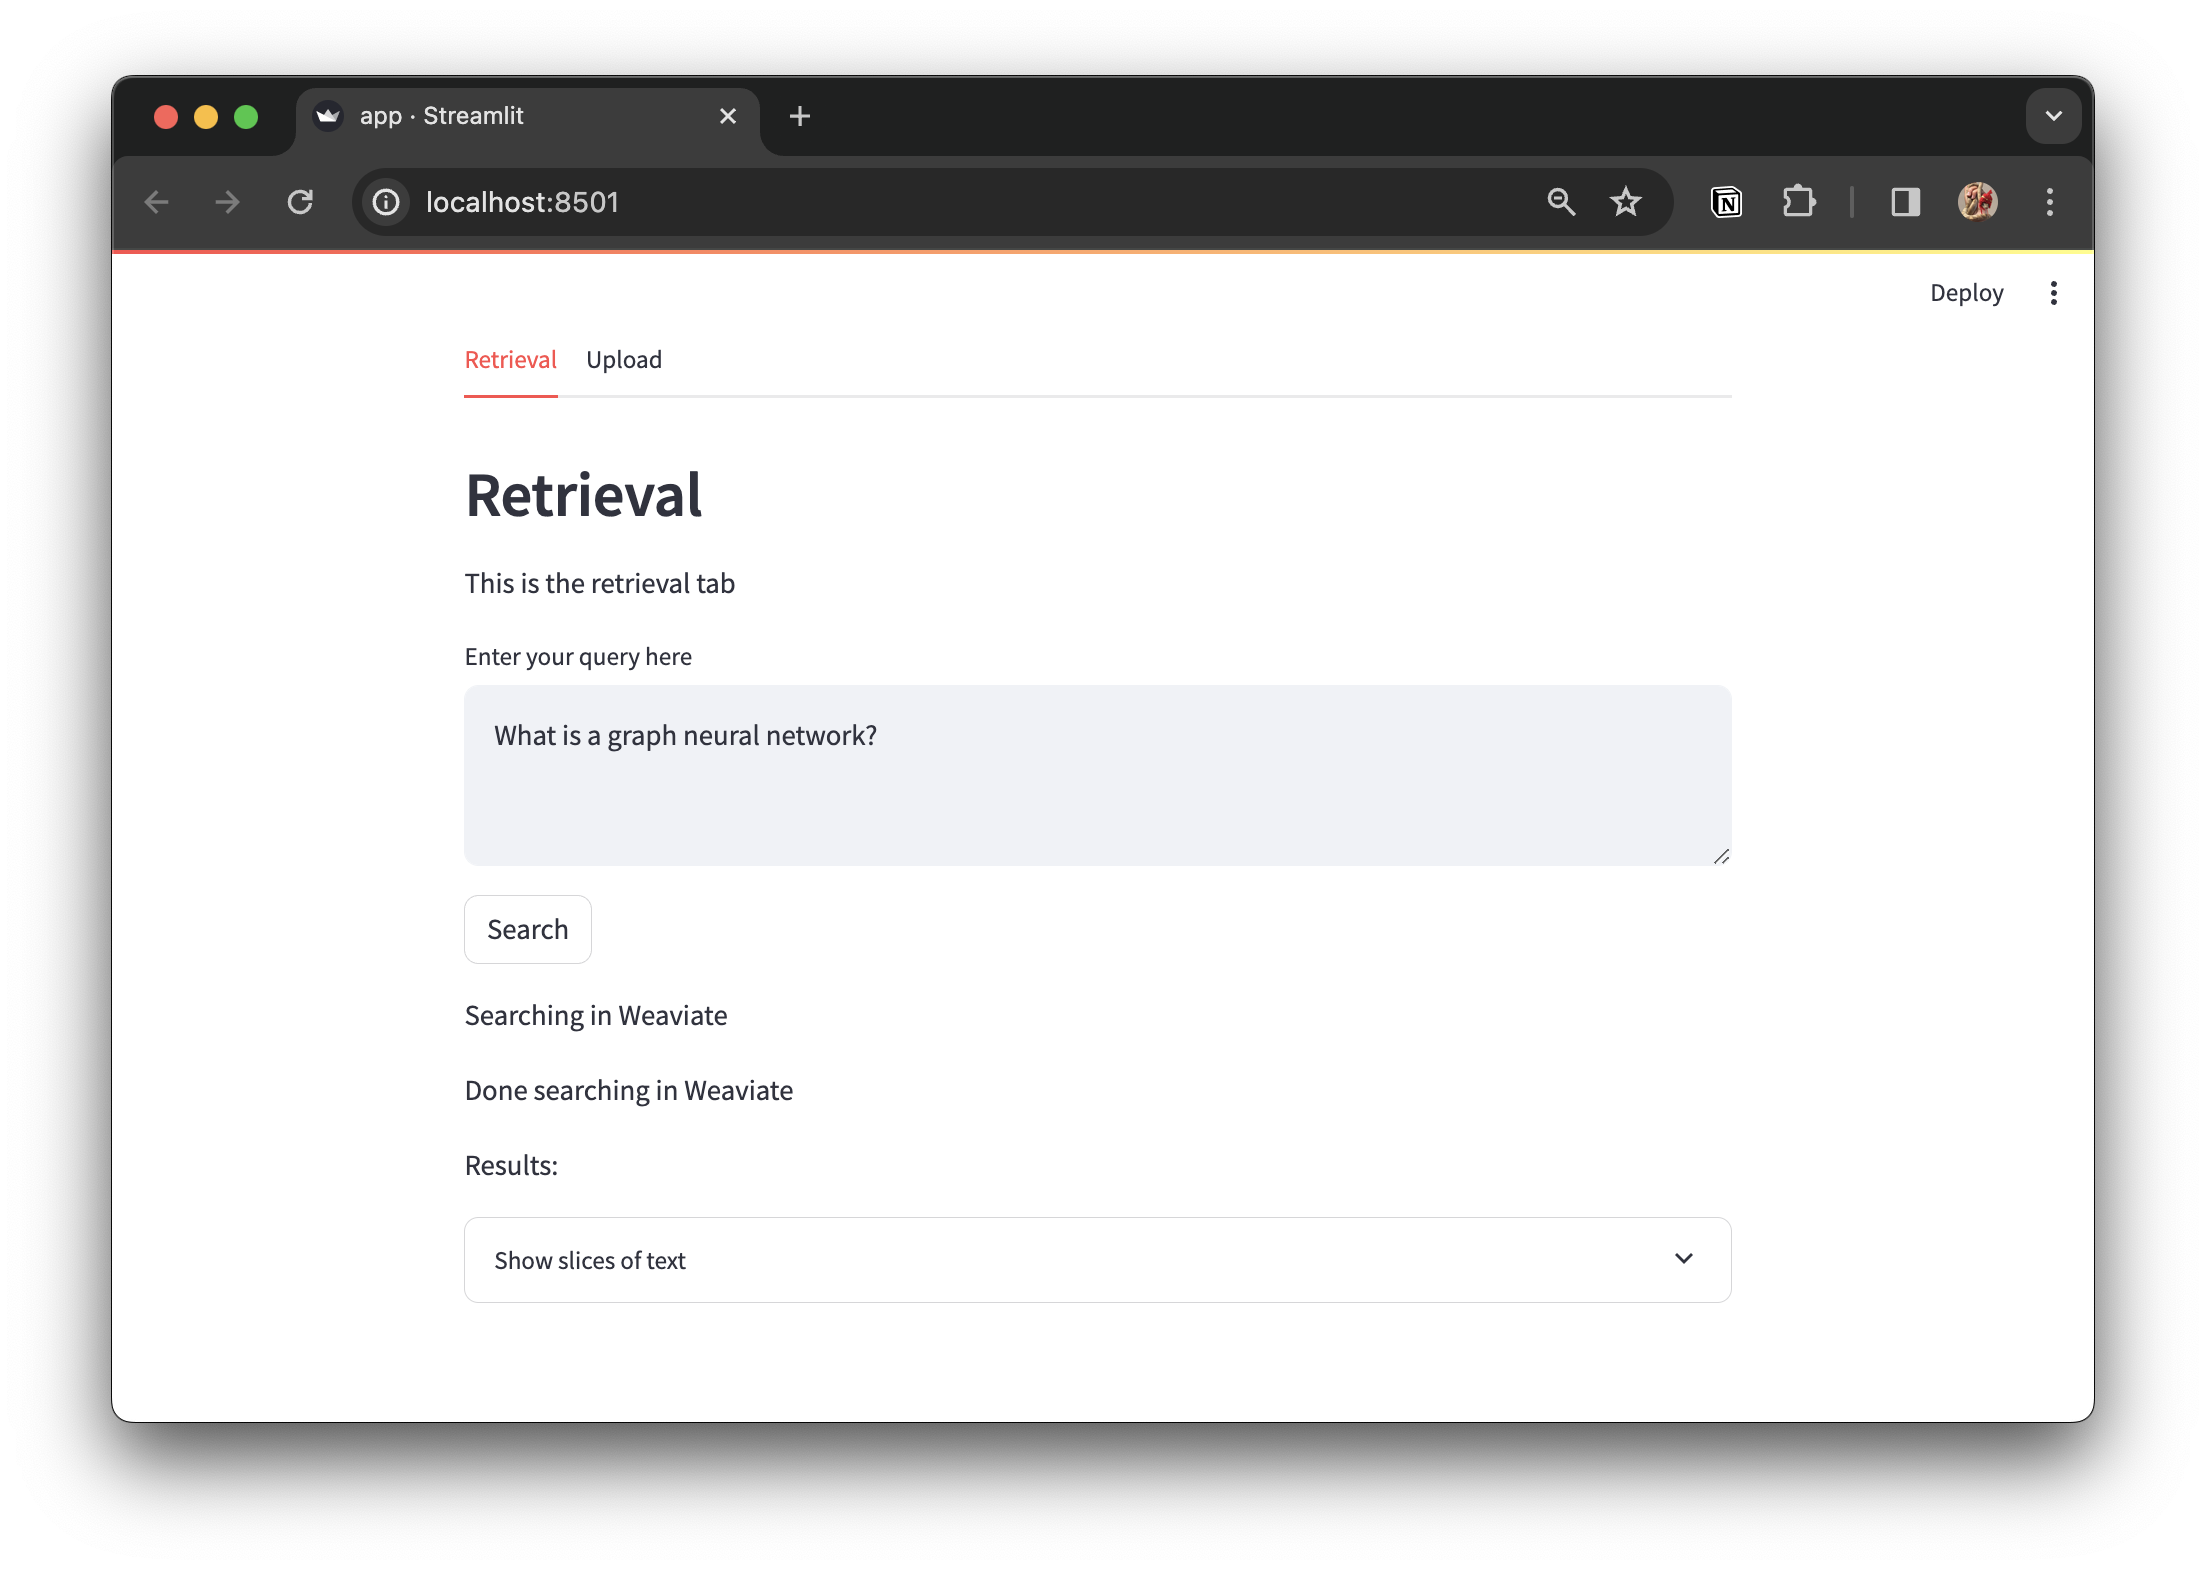 app · Streamlit
localhost:8501
Deploy
Retrieval Upload
Retrieval
This is the retrieval tab
Enter your query here
What is a graph neural network?
Search
Searching in Weaviate
Done searching in Weaviate
Results:
Show slices of text